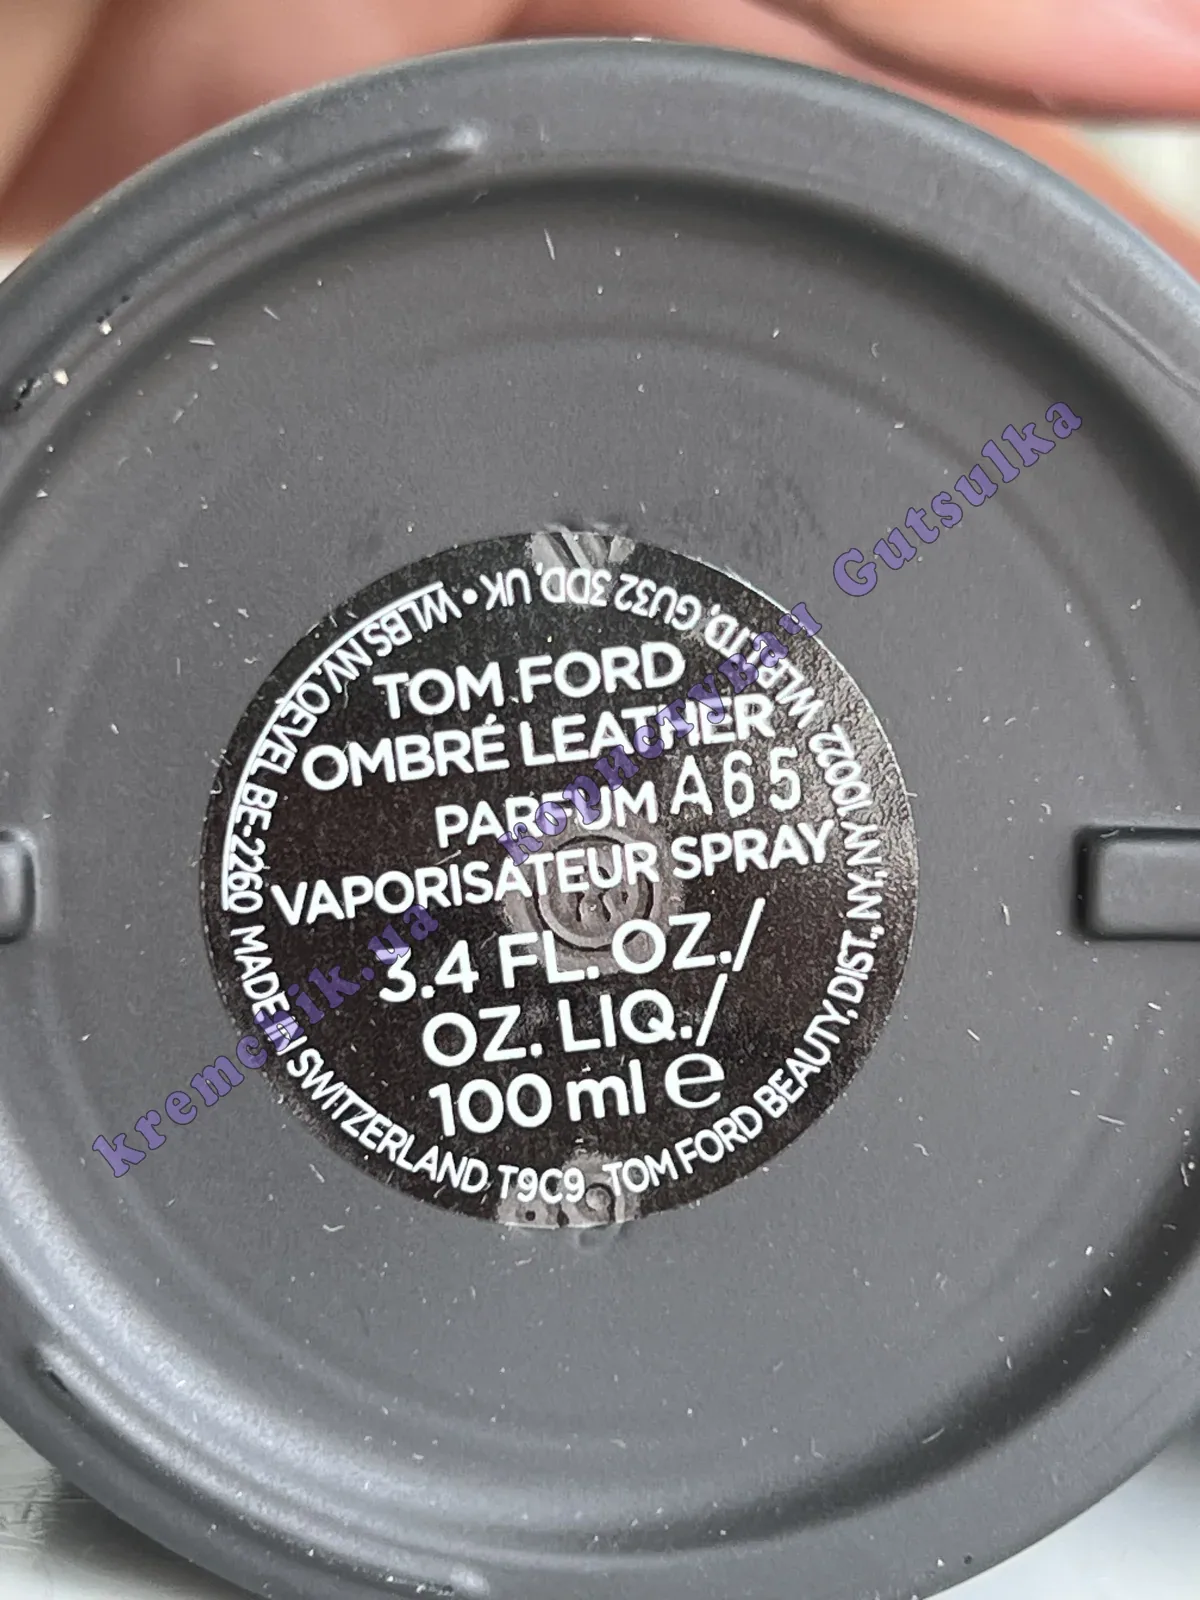 TOM FORD
OMBRÉ LEATHER
PARFUM A65
VAPORISATEUR SPRAY
3.4 FL. OZ./
OZ. LIQ./
100 ml e
TOM FORD BEAUTY, DIST., NY, NY 10022 WLP LTD, GU32 3DD, UK • WLBS NV, OEVEL BE-2260 MADE IN SWITZERLAND T9C9
kremchik.ua користувач Gutsulka